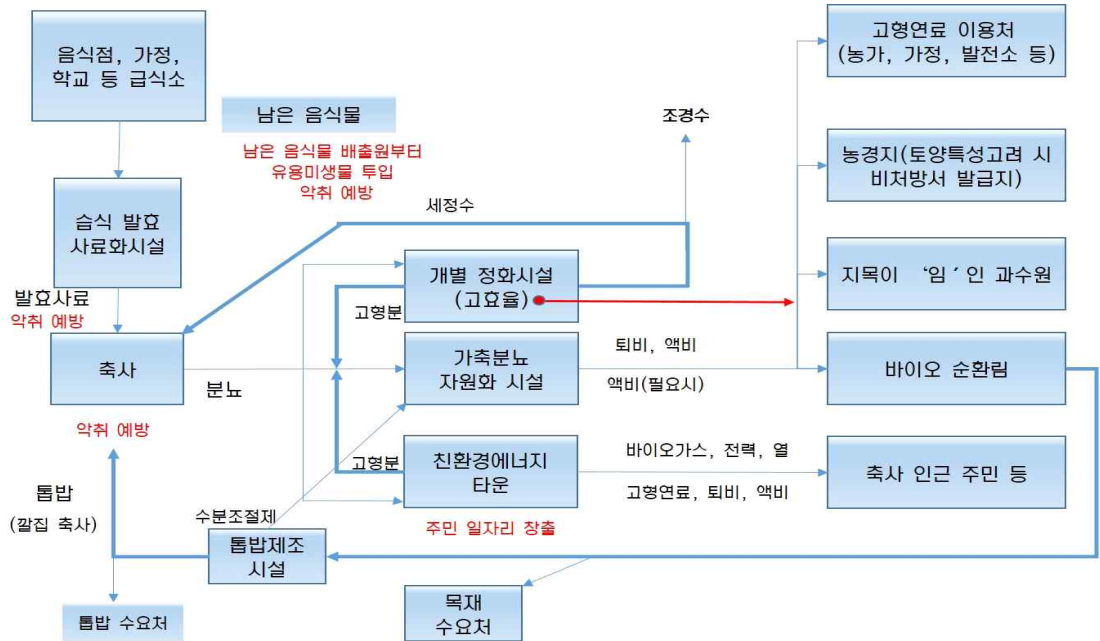 음식점, 가정,
학교 등 급식소
남은 음식물
남은 음식물 배출원부터
유용미생물 투입
악취 예방
조경수
고형연료 이용처
(농가, 가정, 발전소 등)
농경지(토양특성고려 시
비처방서 발급지)
습식 발효
사료화시설
세정수
개별 정화시설
(고효율)
지목이 ‘임´인 과수원
발효사료
악취 예방
고형분
축사
분뇨
가축분뇨
자원화 시설
퇴비, 액비
액비(필요시)
바이오 순환림
악취 예방
고형분
친환경에너지
타운
바이오가스, 전력, 열
고형연료, 퇴비, 액비
축사 인근 주민 등
톱밥
(깔집 축사)
수분조절제
주민 일자리 창출
톱밥제조
시설
톱밥 수요처
목재
수요처